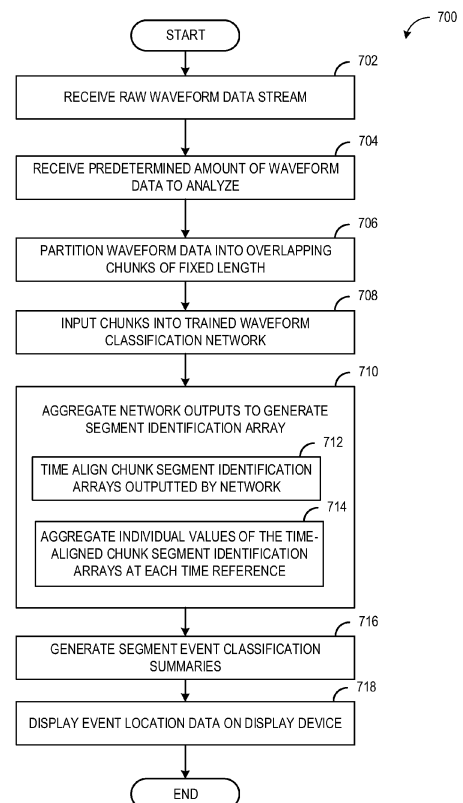 700
START
702
RECEIVE RAW WAVEFORM DATA STREAM
704
RECEIVE PREDETERMINED AMOUNT OF WAVEFORM
DATA TO ANALYZE
706
PARTITION WAVEFORM DATA INTO OVERLAPPING
CHUNKS OF FIXED LENGTH
708
INPUT CHUNKS INTO TRAINED WAVEFORM
CLASSIFICATION NETWORK
710
AGGREGATE NETWORK OUTPUTS TO GENERATE
SEGMENT IDENTIFICATION ARRAY
712
TIME ALIGN CHUNK SEGMENT IDENTIFICATION
ARRAYS OUTPUTTED BY NETWORK
714
AGGREGATE INDIVIDUAL VALUES OF THE TIME-
ALIGNED CHUNK SEGMENT IDENTIFICATION
ARRAYS AT EACH TIME REFERENCE
716
GENERATE SEGMENT EVENT CLASSIFICATION
SUMMARIES
718
DISPLAY EVENT LOCATION DATA ON DISPLAY DEVICE
END